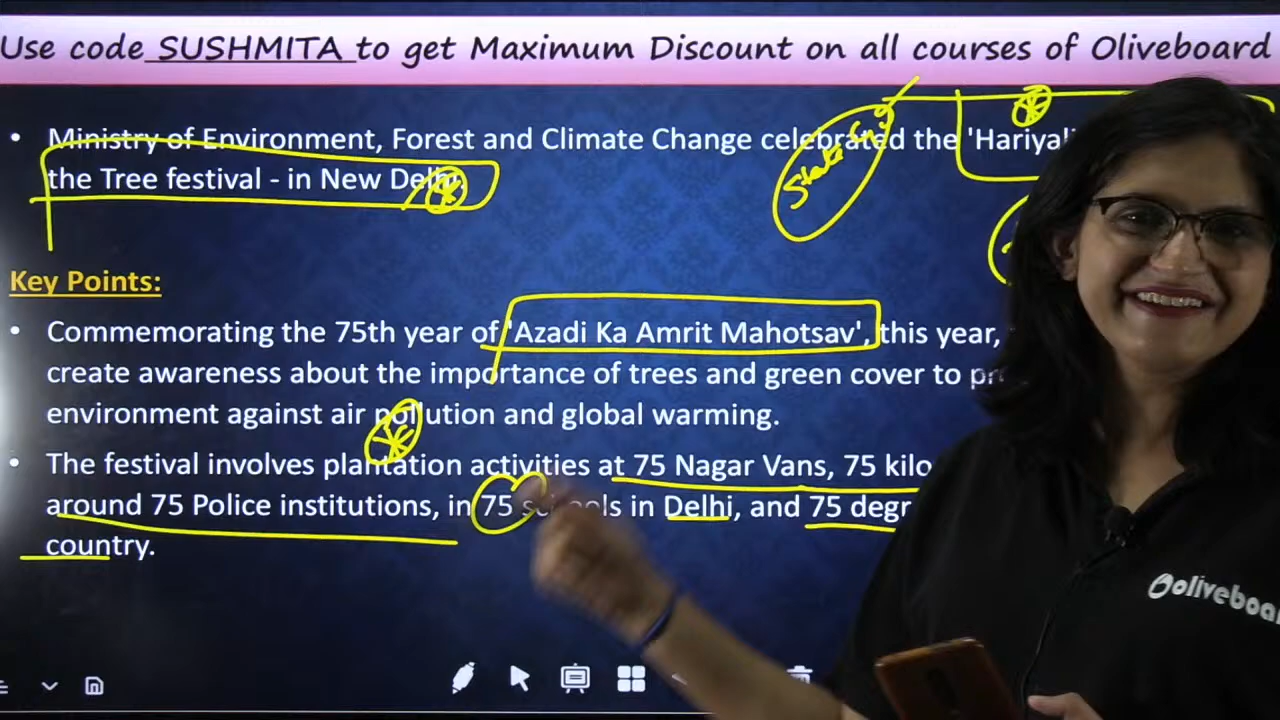 Use code SUSHMITA to get Maximum Discount on all courses of Oliveboard
• Ministry of Environment, Forest and Climate Change celebrated the 'Hariyal
the Tree festival - in New Delhi.
Key Points:
• Commemorating the 75th year of 'Azadi Ka Amrit Mahotsav', this year,
create awareness about the importance of trees and green cover to
environment against air pollution and global warming.
• The festival involves plantation activities at 75 Nagar Vans, 75 kilo
around 75 Police institutions, in 75 schools in Delhi, and 75 degr
country.
oliveboar